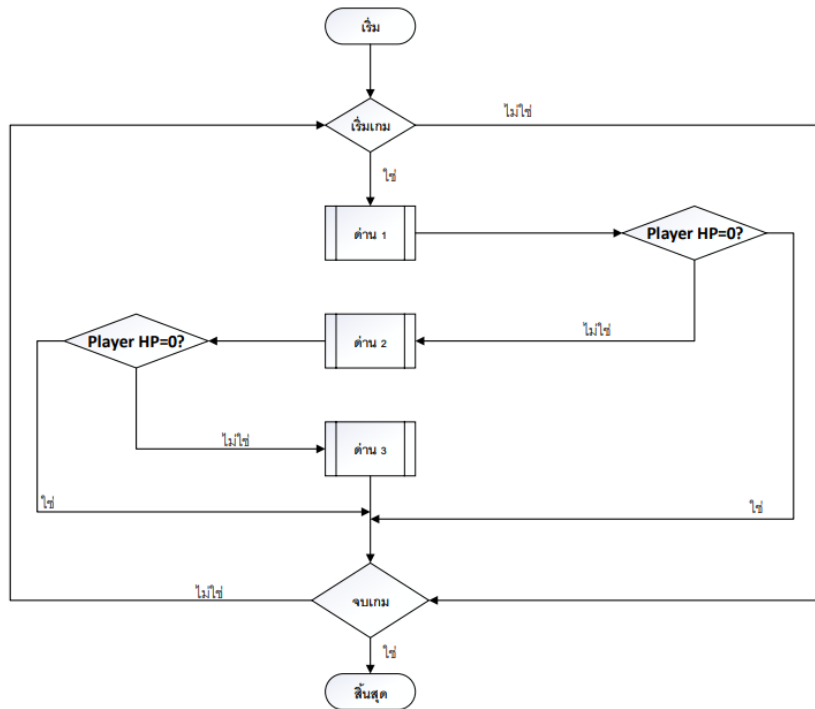 เริ่ม
เริ่มเกม
ไม่ใช่
ใช่
ด่าน 1
Player HP=0?
ไม่ใช่
ด่าน 2
Player HP=0?
ไม่ใช่
ด่าน 3
ใช่
ใช่
ไม่ใช่
จบเกม
ใช่
สิ้นสุด